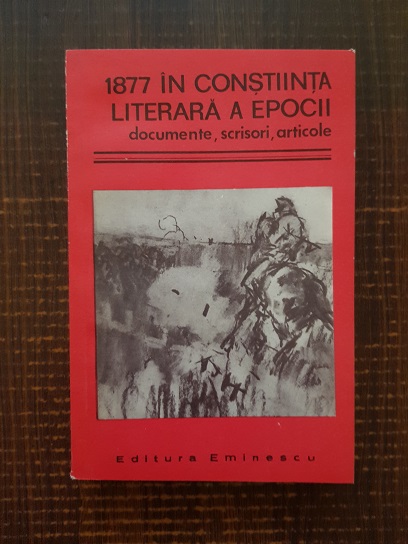 1877 ÎN CONȘTIINȚA
LITERARĂ A EPOCII
documente, scrisori, articole
Editura Eminescu